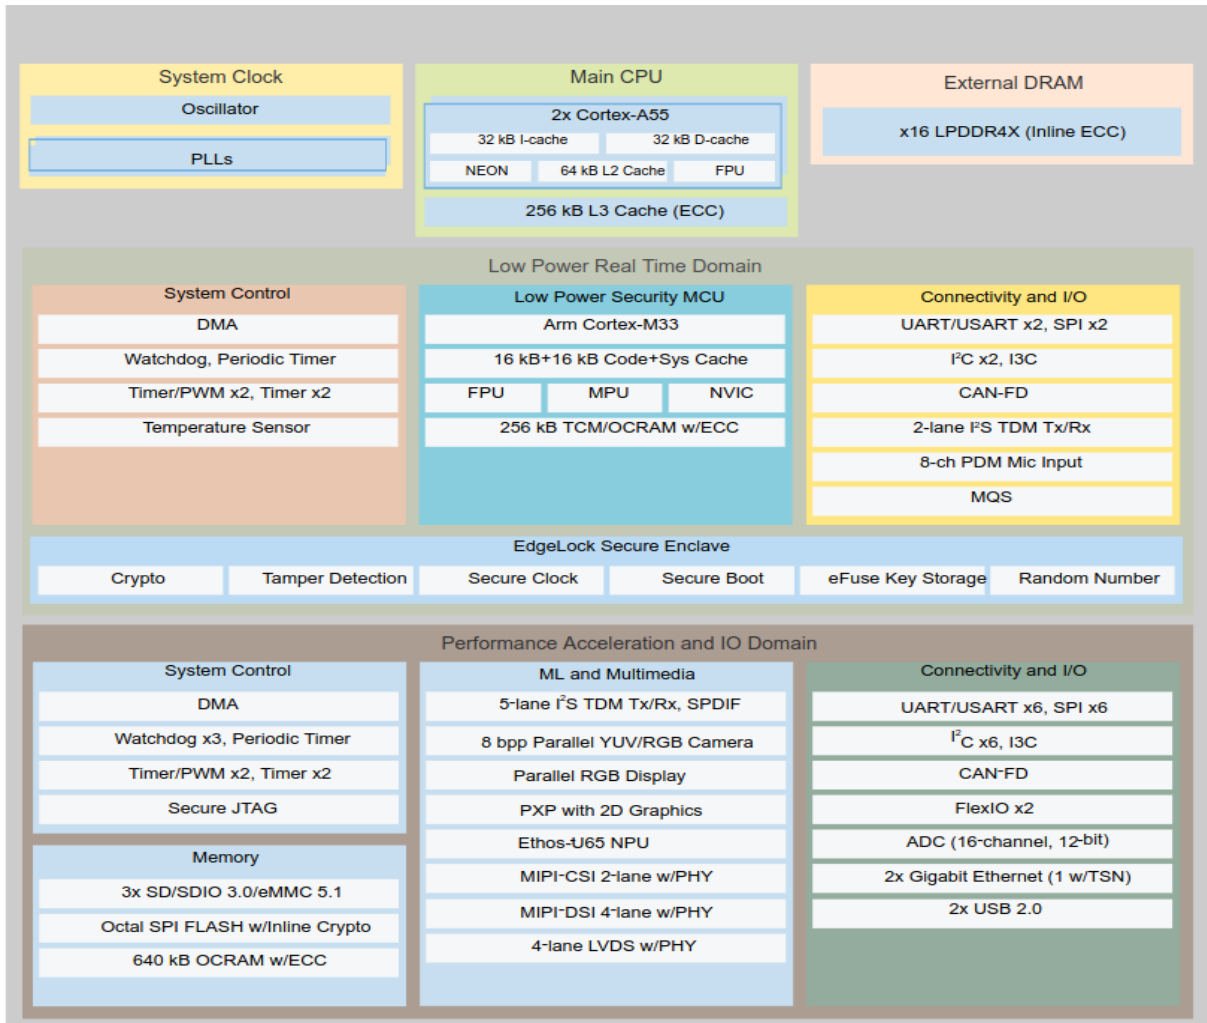 System Clock
Oscillator
PLLs
Main CPU
2x Cortex-A55
32 kB I-cache
32 kB D-cache
NEON
64 kB L2 Cache
FPU
256 kB L3 Cache (ECC)
External DRAM
x16 LPDDR4X (Inline ECC)
Low Power Real Time Domain
System Control
DMA
Watchdog, Periodic Timer
Timer/PWM x2, Timer x2
Temperature Sensor
Low Power Security MCU
Arm Cortex-M33
16 kB+16 kB Code+Sys Cache
FPU
MPU
NVIC
256 kB TCM/OCRAM w/ECC
Connectivity and I/O
UART/USART x2, SPI x2
I²C x2, I3C
CAN-FD
2-lane I²S TDM Tx/Rx
8-ch PDM Mic Input
MQS
EdgeLock Secure Enclave
Crypto
Tamper Detection
Secure Clock
Secure Boot
eFuse Key Storage
Random Number
Performance Acceleration and IO Domain
System Control
DMA
Watchdog x3, Periodic Timer
Timer/PWM x2, Timer x2
Secure JTAG
Memory
3x SD/SDIO 3.0/eMMC 5.1
Octal SPI FLASH w/Inline Crypto
640 kB OCRAM w/ECC
ML and Multimedia
5-lane I²S TDM Tx/Rx, SPDIF
8 bpp Parallel YUV/RGB Camera
Parallel RGB Display
PXP with 2D Graphics
Ethos-U65 NPU
MIPI-CSI 2-lane w/PHY
MIPI-DSI 4-lane w/PHY
4-lane LVDS w/PHY
Connectivity and I/O
UART/USART x6, SPI x6
I²C x6, I3C
CAN-FD
FlexIO x2
ADC (16-channel, 12-bit)
2x Gigabit Ethernet (1 w/TSN)
2x USB 2.0